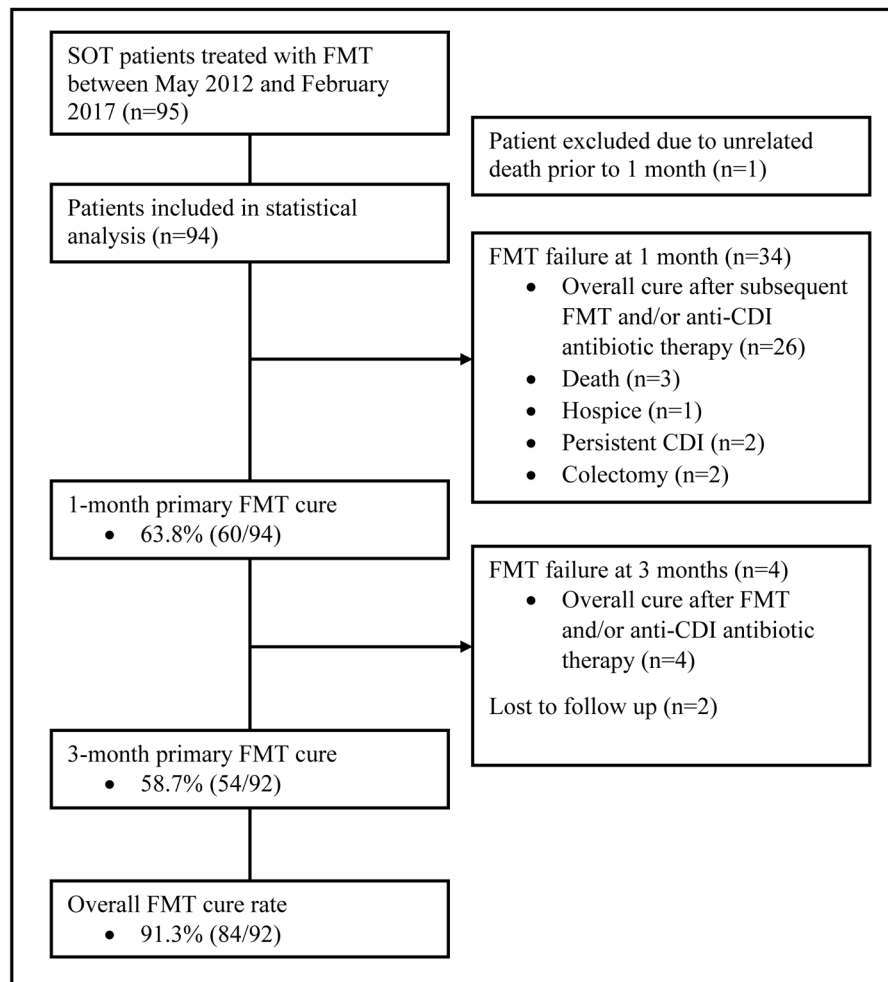 SOT patients treated with FMT
between May 2012 and February
2017 (n=95)
Patient excluded due to unrelated
death prior to 1 month (n=1)
Patients included in statistical
analysis (n=94)
FMT failure at 1 month (n=34)
• Overall cure after subsequent
FMT and/or anti-CDI
antibiotic therapy (n=26)
• Death (n=3)
• Hospice (n=1)
• Persistent CDI (n=2)
• Colectomy (n=2)
1-month primary FMT cure
• 63.8% (60/94)
FMT failure at 3 months (n=4)
• Overall cure after FMT
and/or anti-CDI antibiotic
therapy (n=4)
Lost to follow up (n=2)
3-month primary FMT cure
• 58.7% (54/92)
Overall FMT cure rate
• 91.3% (84/92)